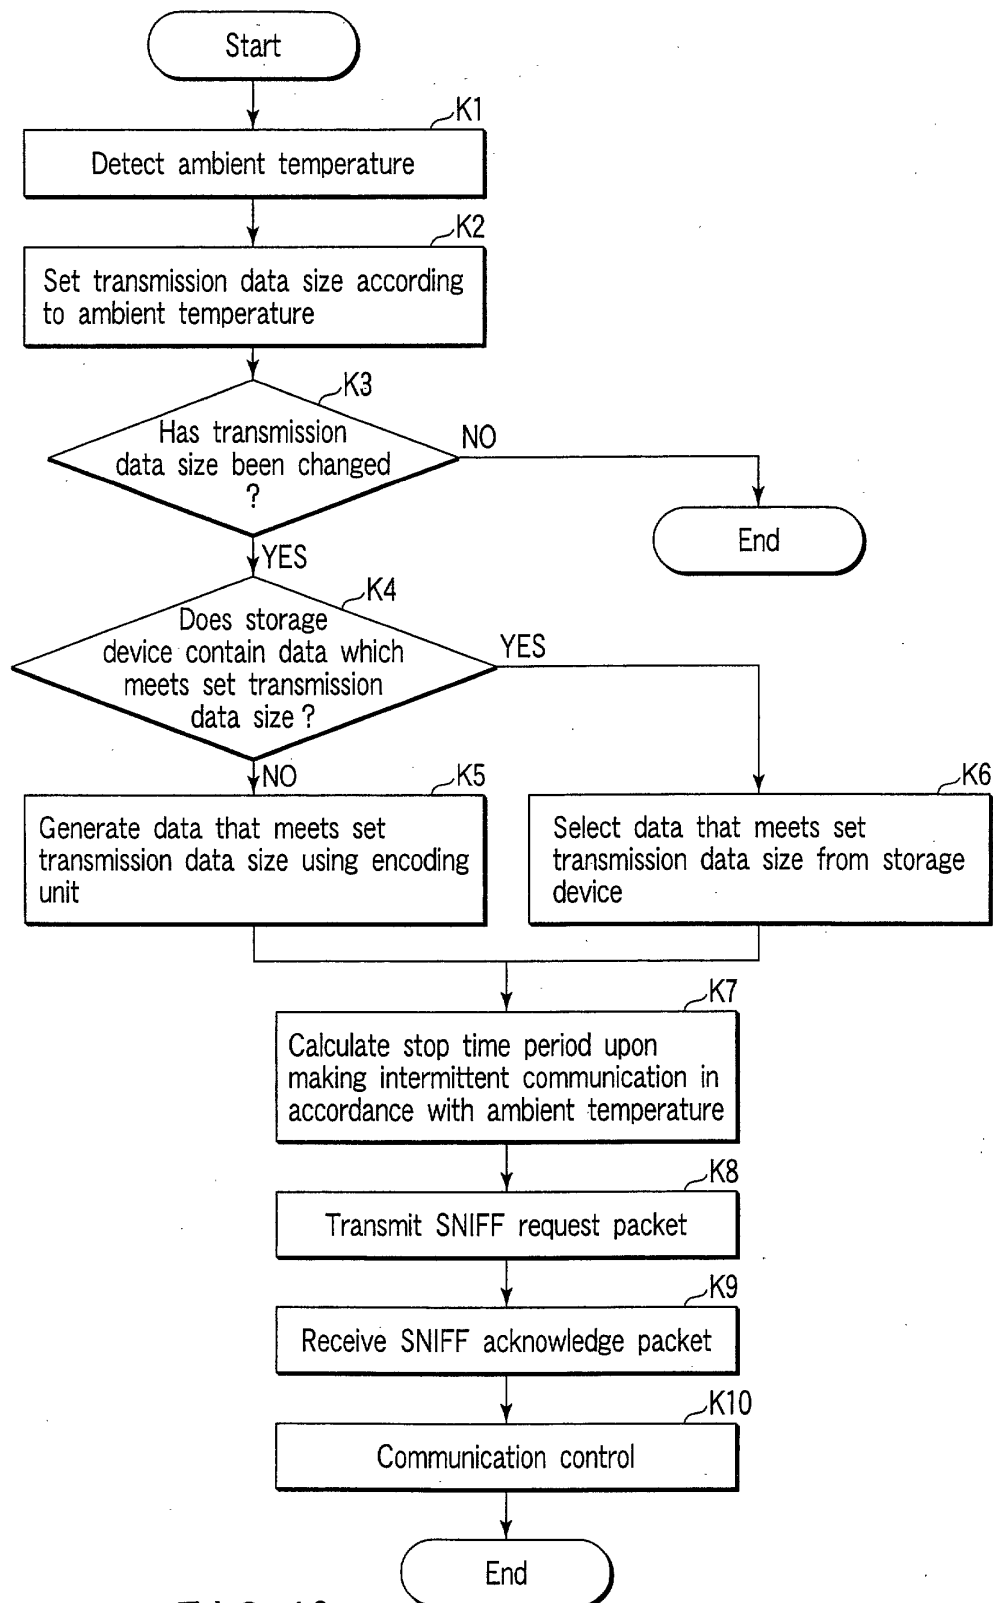 Start
K1
Detect ambient temperature
K2
Set transmission data size according
to ambient temperature
K3
Has transmission
data size been changed
?
NO
End
YES
K4
Does storage
device contain data which
meets set transmission
data size ?
YES
NO
K5
Generate data that meets set
transmission data size using encoding
unit
K6
Select data that meets set
transmission data size from storage
device
K7
Calculate stop time period upon
making intermittent communication in
accordance with ambient temperature
K8
Transmit SNIFF request packet
K9
Receive SNIFF acknowledge packet
K10
Communication control
End